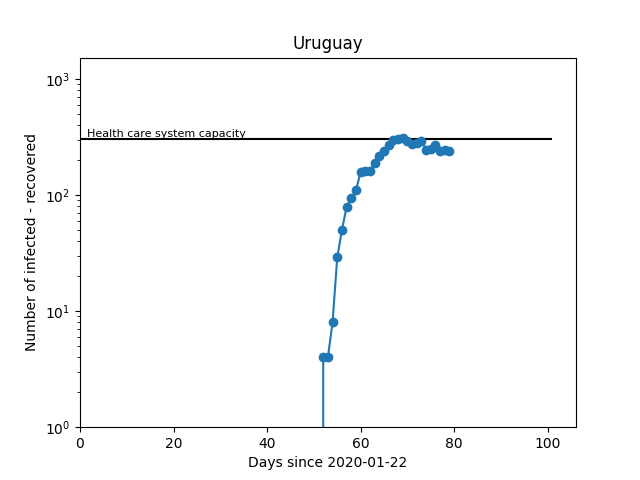 Uruguay
10³
Health care system capacity
10²
10¹
10⁰
Number of infected - recovered
0 20 40 60 80 100
Days since 2020-01-22